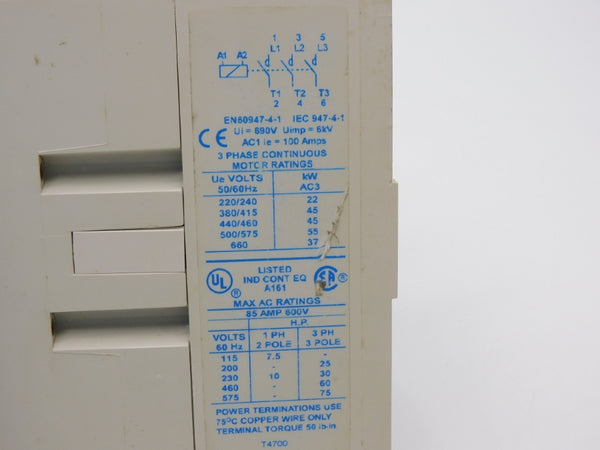 1 3 5
A1 A2 L1 L2 L3
T1 T2 T3
2 4 6
EN60947-4-1 IEC 947-4-1
CE Ui = 690V Uimp = 6kV
AC1 Ie = 100 Amps
3 PHASE CONTINUOUS
MOTOR RATINGS
Ue VOLTS kW
50/60Hz AC3
220/240 22
380/415 45
440/460 45
500/575 55
660 37
UL ® LISTED SA ®
IND CONT EQ
A161
MAX AC RATINGS
85 AMP 600V
H.P.
VOLTS 1 PH 3 PH
60 Hz 2 POLE 3 POLE
115 7.5 -
200 - 25
230 10 30
460 - 60
575 - 75
POWER TERMINATIONS USE
75°C COPPER WIRE ONLY
TERMINAL TORQUE 50 lb-in
T4700